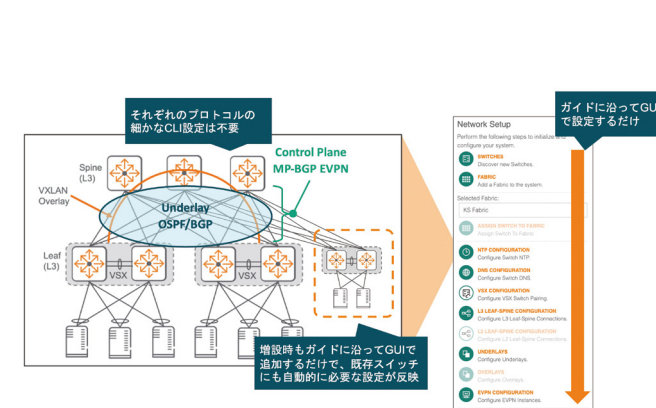 それぞれのプロトコルの
細かなCLI設定は不要
ガイドに沿ってGU
で設定するだけ
Spine
(L3)
Control Plane
MP-BGP EVPN
VXLAN
Overlay
Underlay
OSPF/BGP
Leaf
(L3)
VSX
VSX
増設時もガイドに沿ってGUIで
追加するだけで、既存スイッチ
にも自動的に必要な設定が反映
Network Setup
Perform the following steps to initialize and
configure your system.
SWITCHES
Discover new Switches.
FABRIC
Add a Fabric to the system.
Selected Fabric:
KS Fabric
ASSIGN SWITCH TO FABRIC
Assign Switch To Fabric
NTP CONFIGURATION
Configure Switch NTP.
DNS CONFIGURATION
Configure Switch DNS.
VSX CONFIGURATION
Configure VSX Switch Pairing.
L3 LEAF-SPINE CONFIGURATION
Configure L3 Leaf-Spine Connections.
L2 LEAF-SPINE CONFIGURATION
Configure L2 Leaf-Spine Connections.
UNDERLAYS
Configure Underlays.
OVERLAYS
Configure Overlays.
EVPN CONFIGURATION
Configure EVPN Instances.